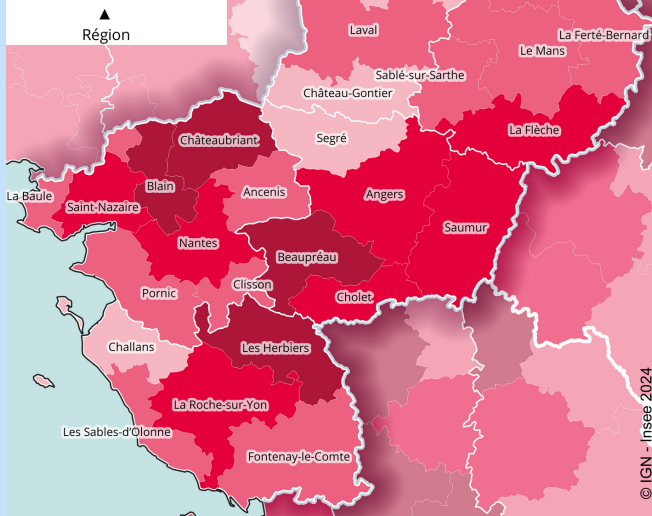 ▲
Région
Laval
La Ferté-Bernard
Le Mans
Sablé-sur-Sarthe
Château-Gontier
La Flèche
Segré
Châteaubriant
Blain
Ancenis
Angers
La Baule
Saint-Nazaire
Saumur
Nantes
Beaupréau
Clisson
Pornic
Cholet
Challans
Les Herbiers
La Roche-sur-Yon
Les Sables-d'Olonne
Fontenay-le-Comte
© IGN - Insee 2024